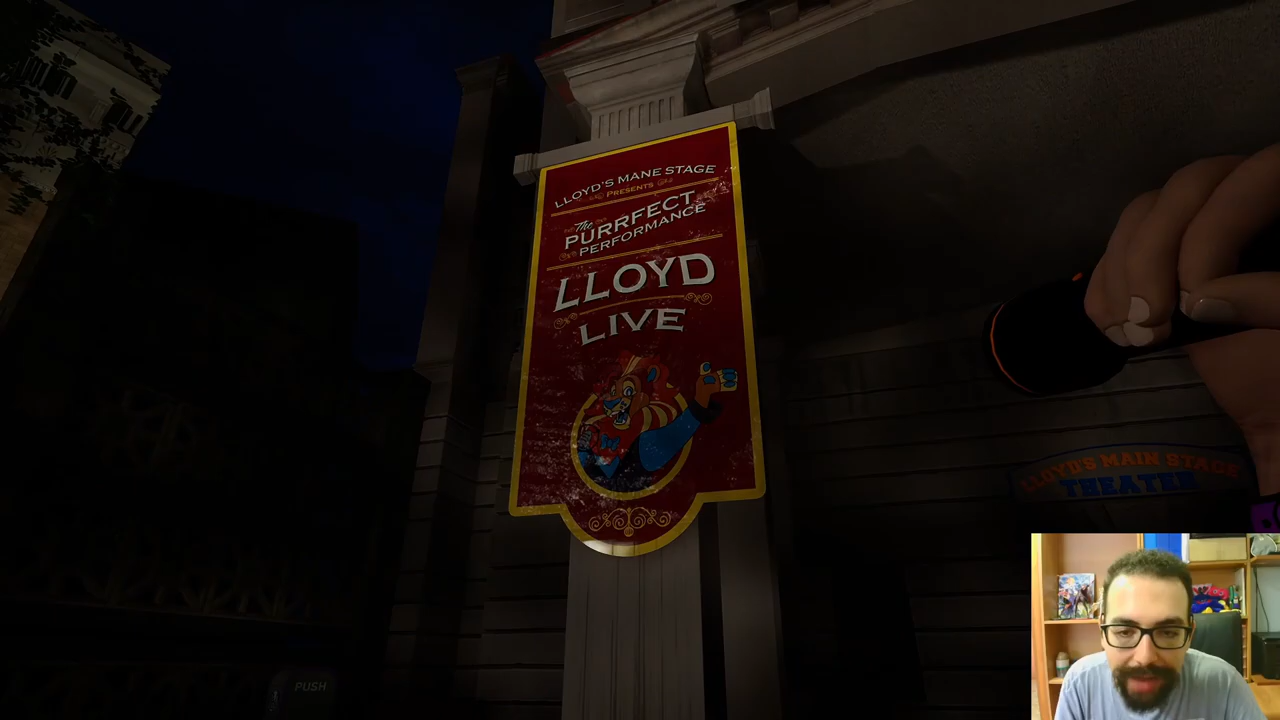 LLOYD'S MANE STAGE
PRESENTS
The
PURRFECT
PERFORMANCE
LLOYD
LIVE
LLOYD'S MAIN STAGE
THEATER
PUSH